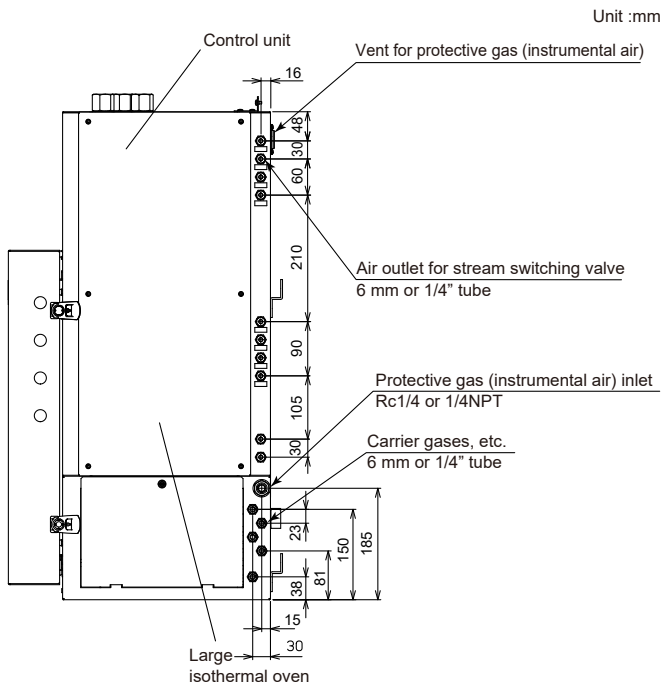 Unit :mm
Control unit
Vent for protective gas (instrumental air)
16
48
30
60
210
Air outlet for stream switching valve
6 mm or 1/4” tube
90
Protective gas (instrumental air) inlet
Rc1/4 or 1/4NPT
105
Carrier gases, etc.
6 mm or 1/4” tube
30
23
150
185
81
38
15
30
Large
isothermal oven